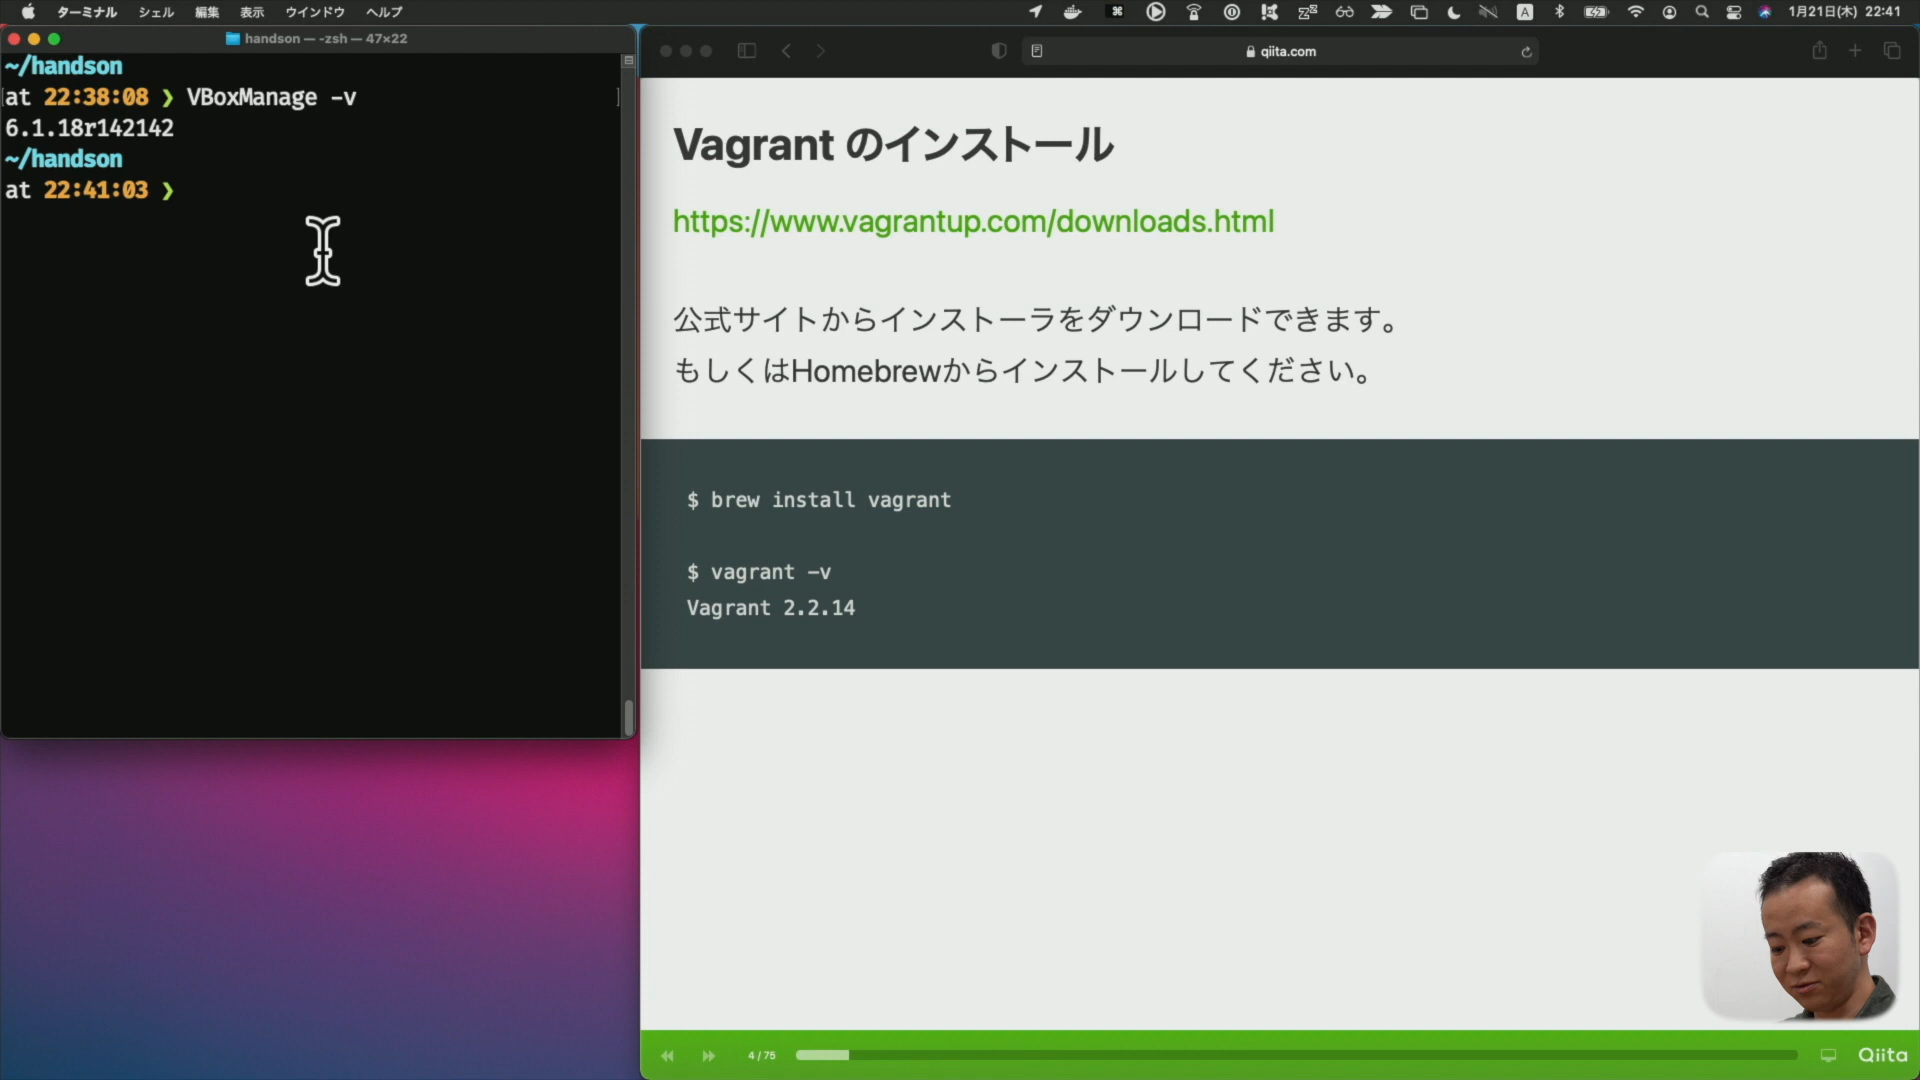 ターミナル シェル 編集 表示 ウインドウ ヘルプ
A 1月21日(木) 22:41
handson — -zsh — 47×22
~/handson
at 22:38:08 ❯ VBoxManage -v
6.1.18r142142
~/handson
at 22:41:03 ❯
qiita.com
Vagrant のインストール
https://www.vagrantup.com/downloads.html
公式サイトからインストーラをダウンロードできます。
もしくはHomebrewからインストールしてください。
$ brew install vagrant
$ vagrant -v
Vagrant 2.2.14
4 / 75
Qiita